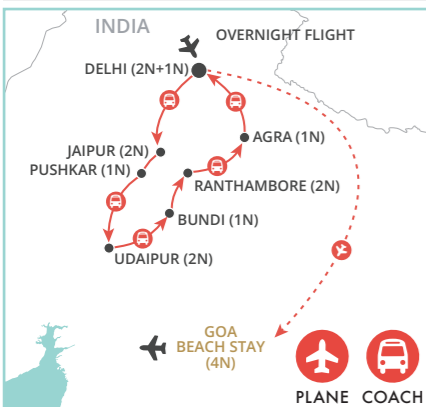 INDIA
OVERNIGHT FLIGHT
DELHI (2N+1N)
AGRA (1N)
JAIPUR (2N)
PUSHKAR (1N)
RANTHAMBORE (2N)
BUNDI (1N)
UDAIPUR (2N)
GOA
BEACH STAY
(4N)
PLANE COACH